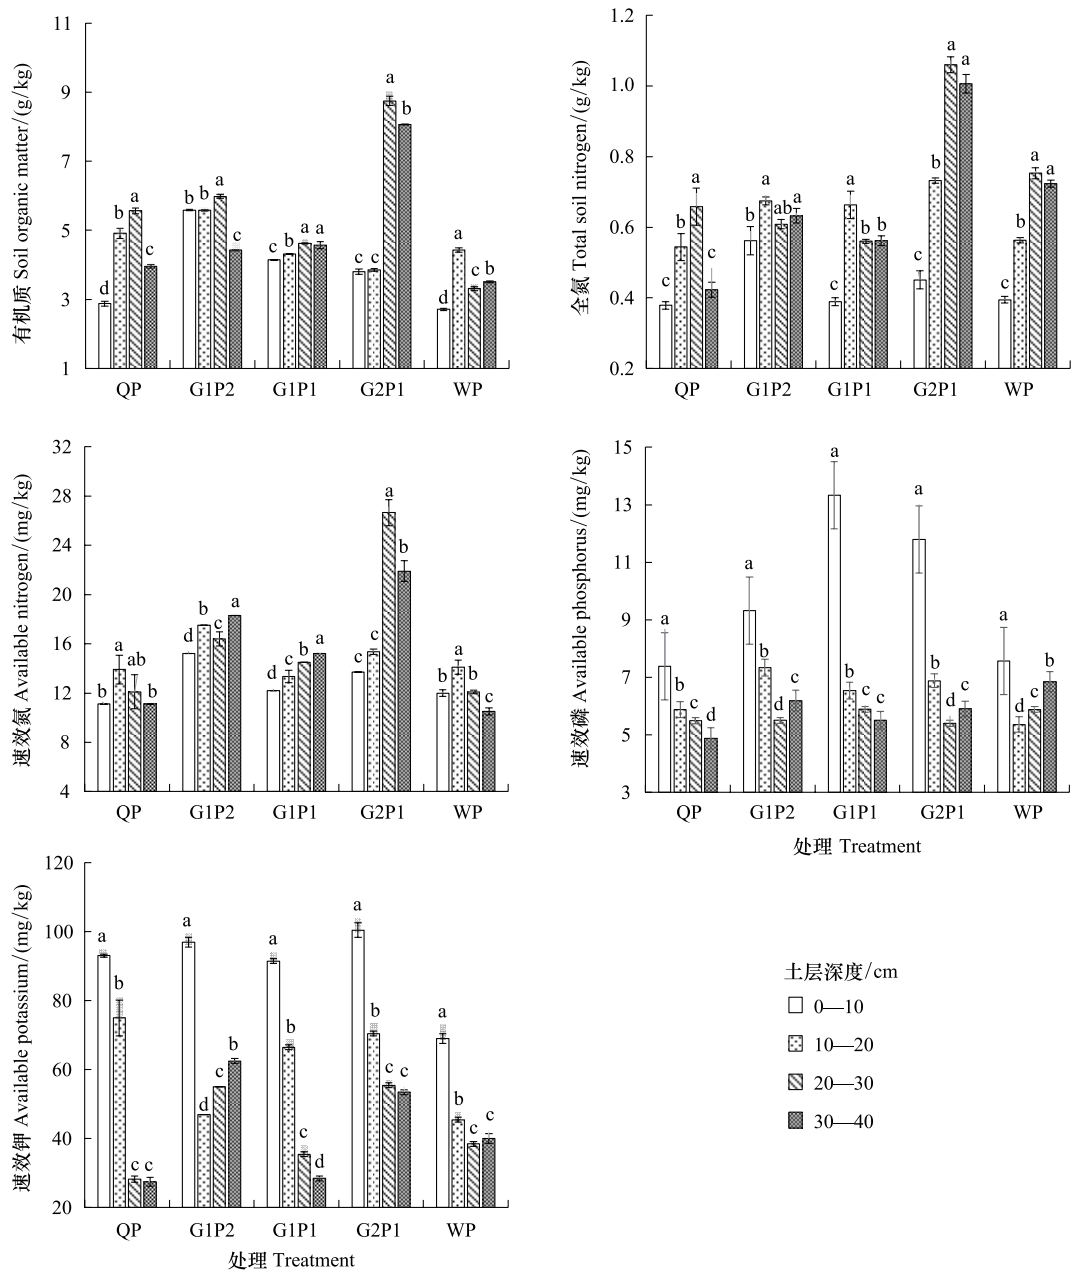 有机质 Soil organic matter/(g/kg)
11
9
7
5
3
1
d b a c
b b a c
c b a a
c c a b
d a c b
QP G1P2 G1P1 G2P1 WP
全氮 Total soil nitrogen/(g/kg)
1.2
1.0
0.8
0.6
0.4
0.2
c b a c
b a ab a
c a b b
c b a a
c b a a
QP G1P2 G1P1 G2P1 WP
速效氮 Available nitrogen/(mg/kg)
32
28
24
20
16
12
8
4
b a ab b
d b c a
d c b a
c c a b
b a b c
QP G1P2 G1P1 G2P1 WP
速效磷 Available phosphorus/(mg/kg)
15
13
11
9
7
5
3
a b c d
a b d c
a b c c
a b d c
a d c b
QP G1P2 G1P1 G2P1 WP
处理 Treatment
速效钾 Available potassium/(mg/kg)
120
100
80
60
40
20
a b c c
a d c b
a b c d
a b c c
a b c c
QP G1P2 G1P1 G2P1 WP
处理 Treatment
土层深度/cm
0—10
10—20
20—30
30—40